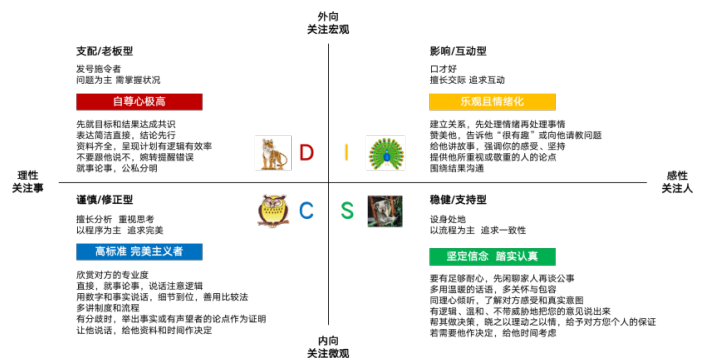 外向
关注宏观
支配/老板型
发号施令者
问题为主 需掌握状况
自尊心极高
先就目标和结果达成共识
表达简洁直接，结论先行
资料齐全，呈现计划有逻辑有效率
不要跟他说不，婉转提醒错误
就事论事，公私分明
影响/互动型
口才好
擅长交际 追求互动
乐观且情绪化
建立关系，先处理情绪再处理事情
赞美他，告诉他“很有趣”或向他请教问题
给他讲故事，强调你的感受、坚持
提供他所重视或敬重的人的论点
围绕结果沟通
D
I
理性
关注事
感性
关注人
C
S
谨慎/修正型
擅长分析 重视思考
以程序为主 追求完美
高标准 完美主义者
欣赏对方的专业度
直接，就事论事，说话注意逻辑
用数字和事实说话，细节到位，善用比较法
多讲制度和流程
有分歧时，举出事实或有声望者的论点作为证明
让他说话，给他资料和时间作决定
稳健/支持型
设身处地
以流程为主 追求一致性
坚定信念 踏实认真
要有足够耐心，先闲聊家人再谈公事
多用温暖的话语，多关怀与包容
同理心倾听，了解对方感受和真实意图
有逻辑、温和、不带威胁地把您的意见说出来
帮其做决策，晓之以理动之以情，给予对方您个人的保证
若需要他作决定，给他时间考虑
内向
关注微观